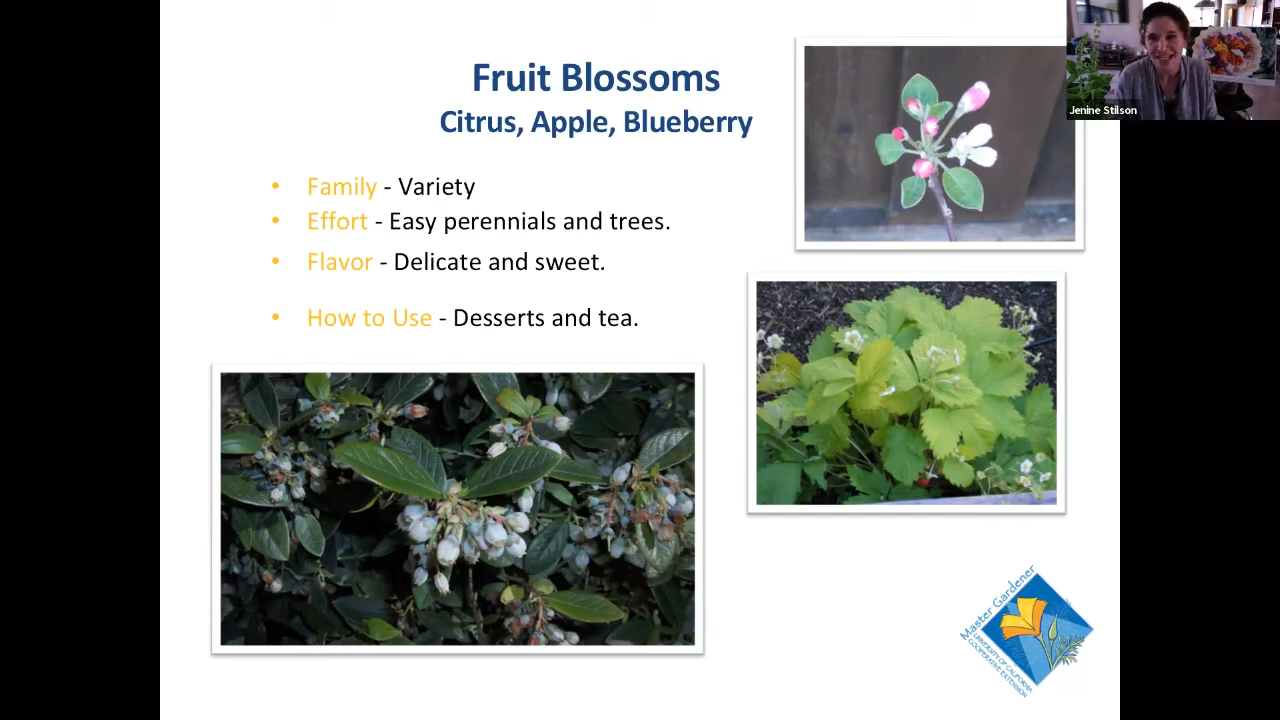 Fruit Blossoms
Citrus, Apple, Blueberry
• Family - Variety
• Effort - Easy perennials and trees.
• Flavor - Delicate and sweet.
• How to Use - Desserts and tea.
Jenine Stilson
Master Gardener
UNIVERSITY OF CALIFORNIA
COOPERATIVE EXTENSION